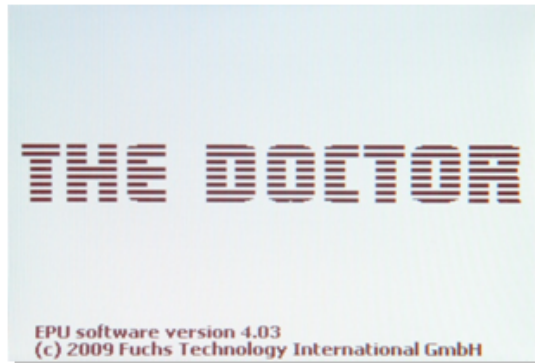 THE DOCTOR
EPU software version 4.03
(c) 2009 Fuchs Technology International GmbH